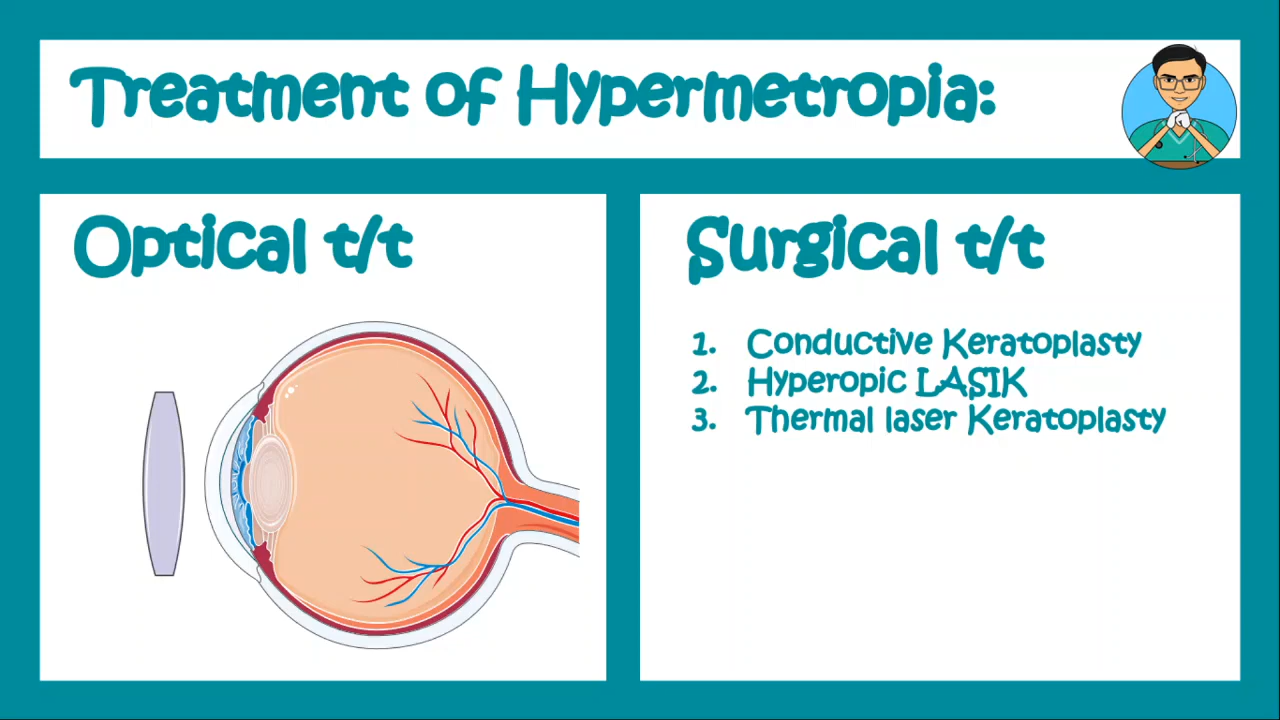 Treatment of Hypermetropia:
Optical t/t
Surgical t/t
1. Conductive Keratoplasty
2. Hyperopic LASIK
3. Thermal laser Keratoplasty